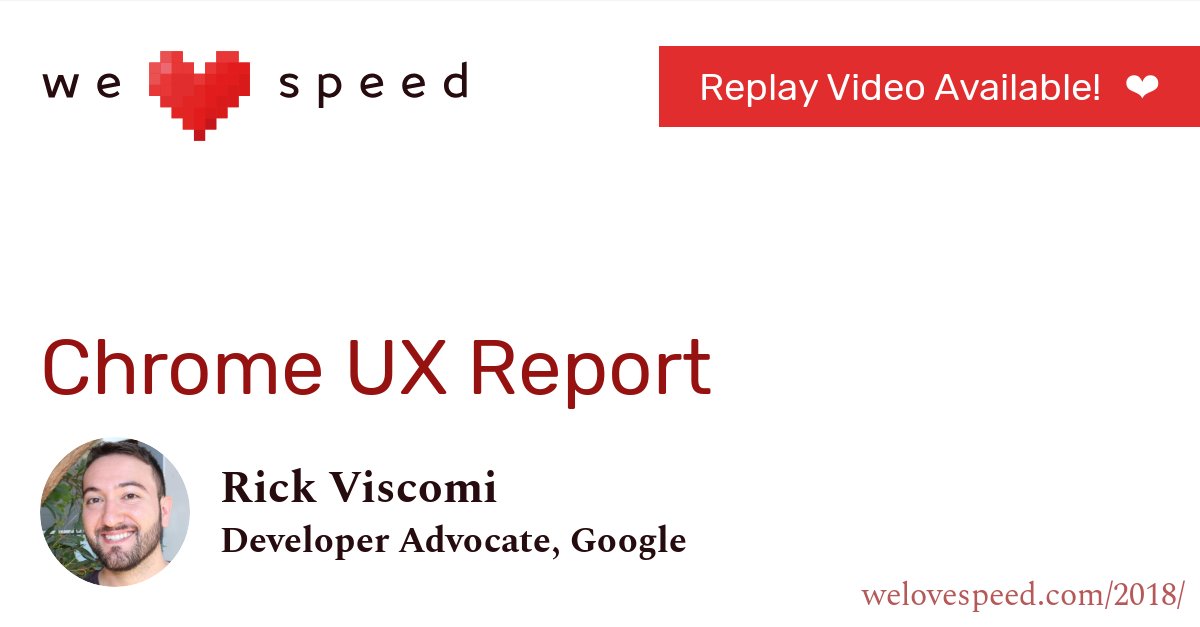 we speed
Replay Video Available! ❤
Chrome UX Report
Rick Viscomi
Developer Advocate, Google
welovespeed.com/2018/